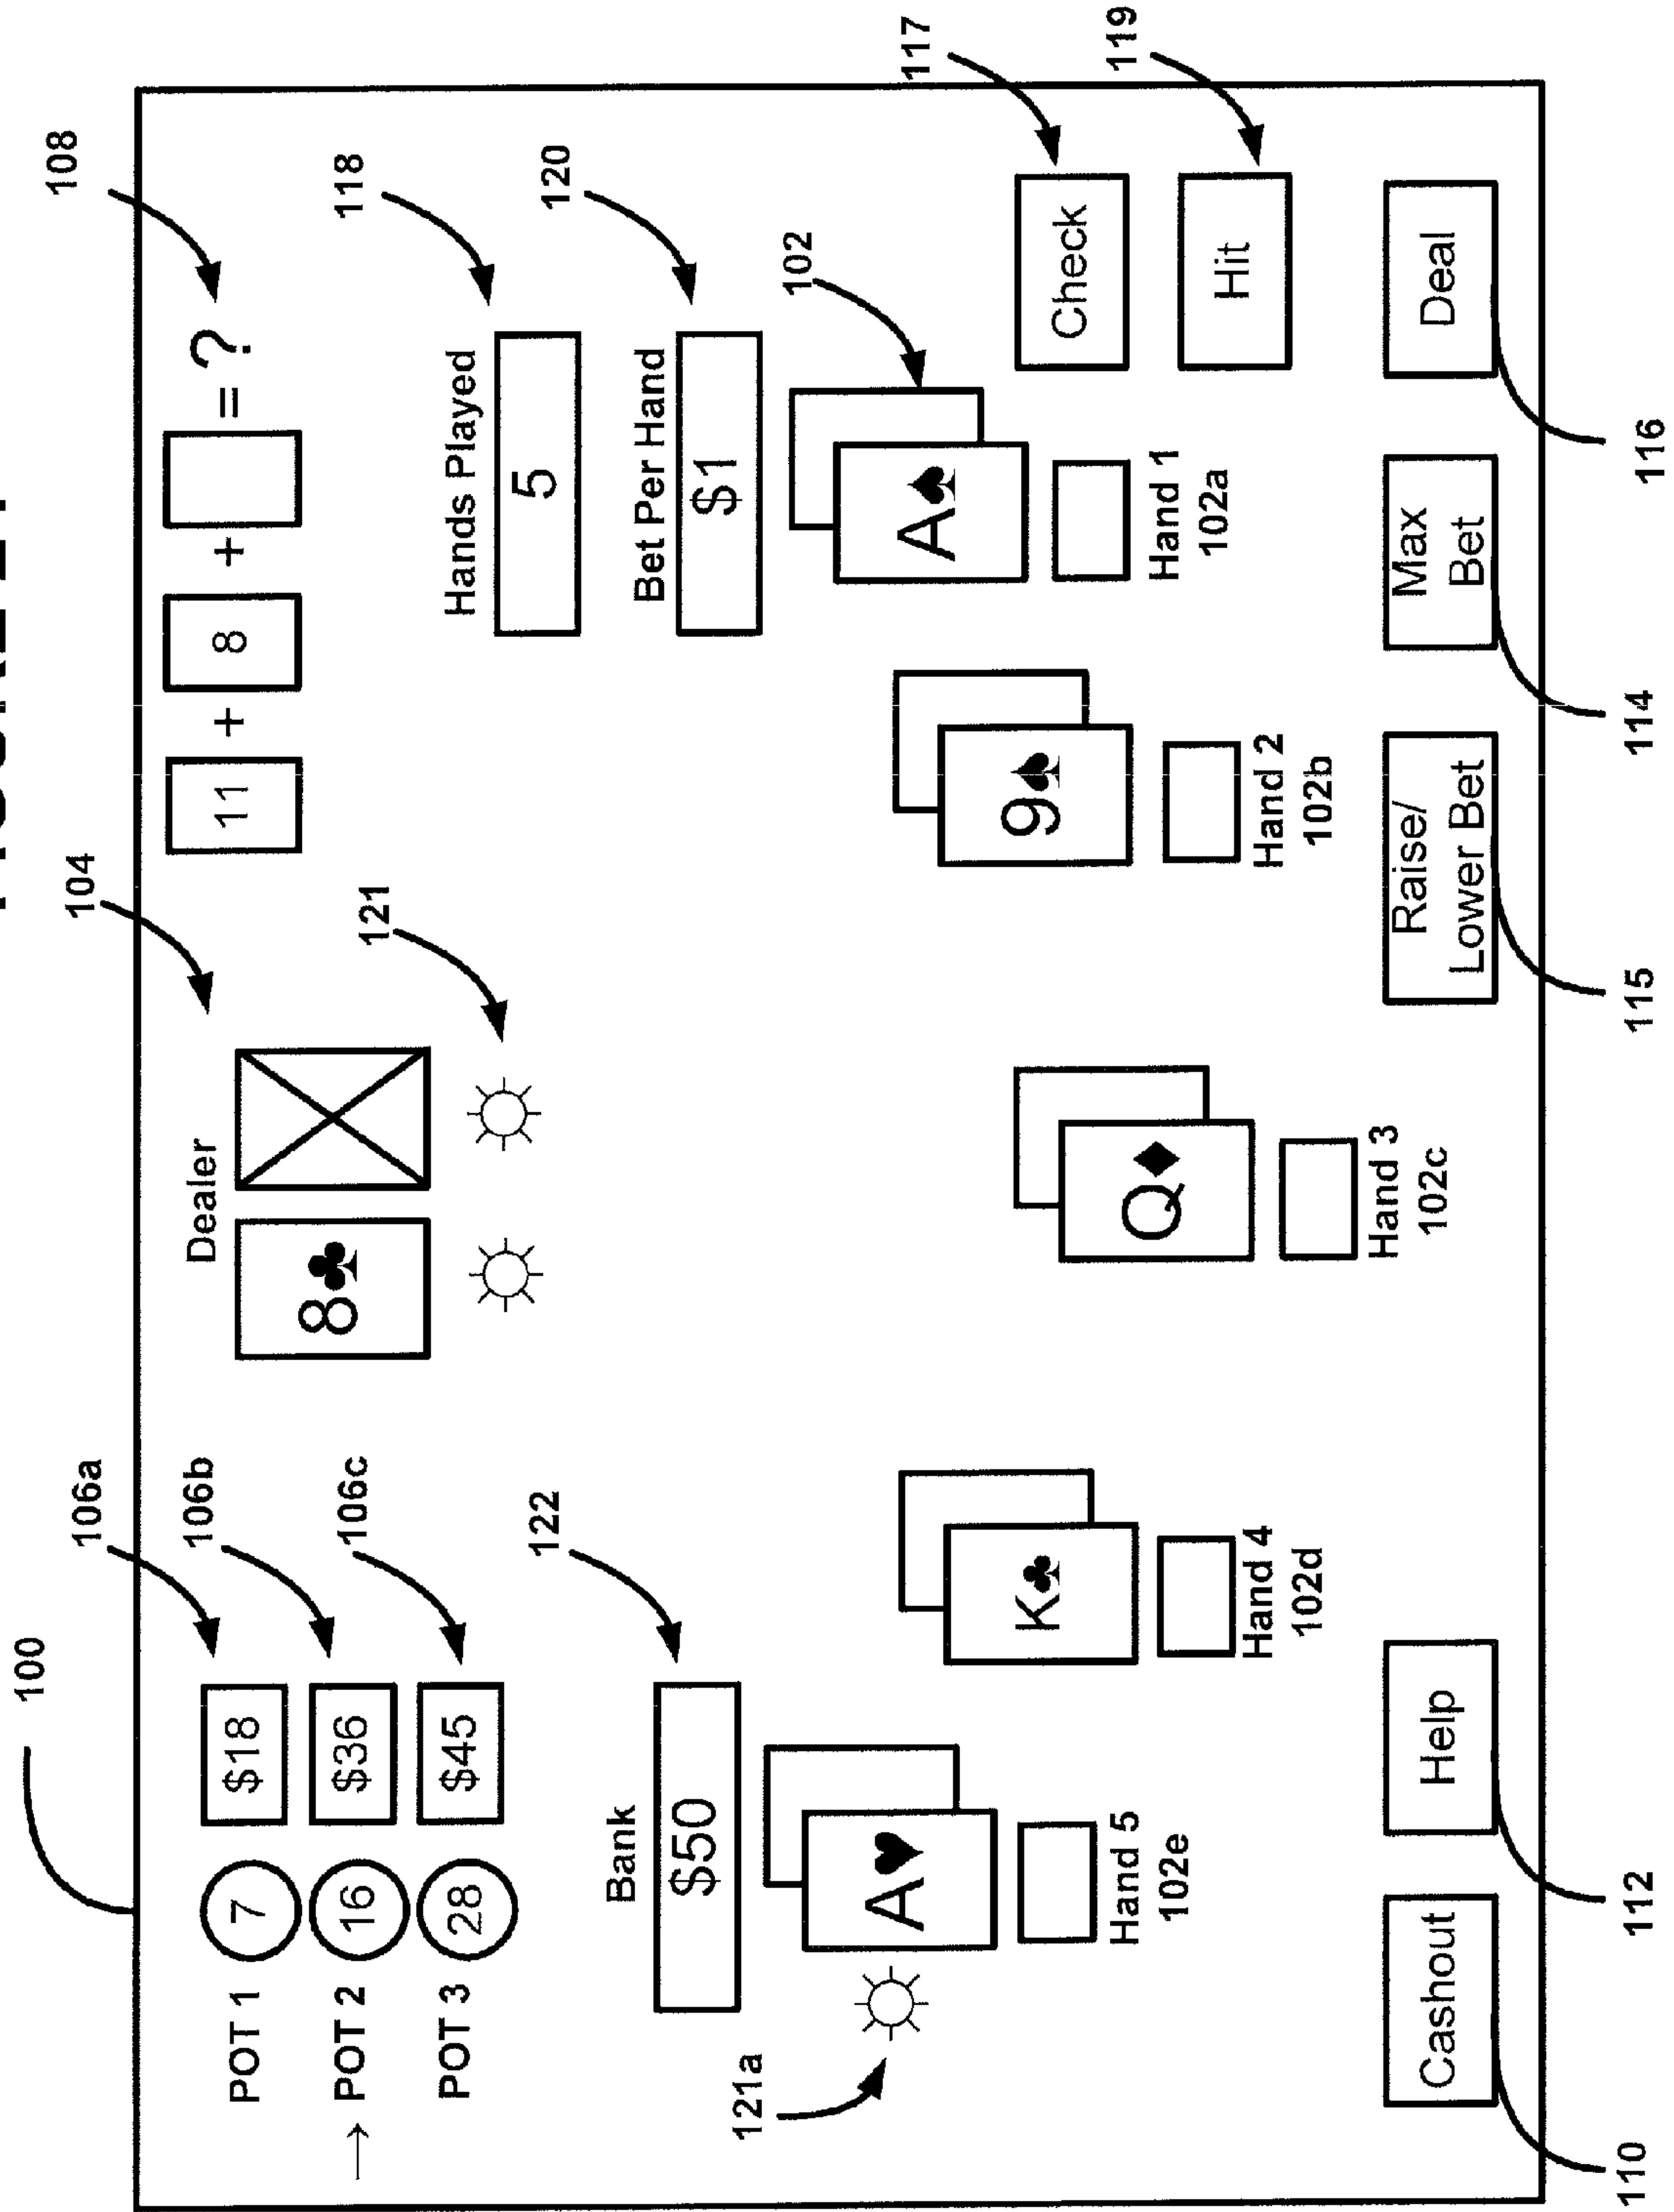 100
106a
106b
106c
104
108
POT 1 7 $18
→ POT 2 16 $36
POT 3 28 $45
Dealer
8♣
11 + 8 + = ?
121
118
Hands Played
5
122
120
Bank
$50
Bet Per Hand
$1
121a
A♥
Hand 5
102e
K♣
Hand 4
102d
Q♦
Hand 3
102c
9♠
Hand 2
102b
102
A♠
Hand 1
102a
117
Check
119
Hit
Cashout
Help
Raise/
Lower Bet
Max
Bet
Deal
110
112
115
114
116